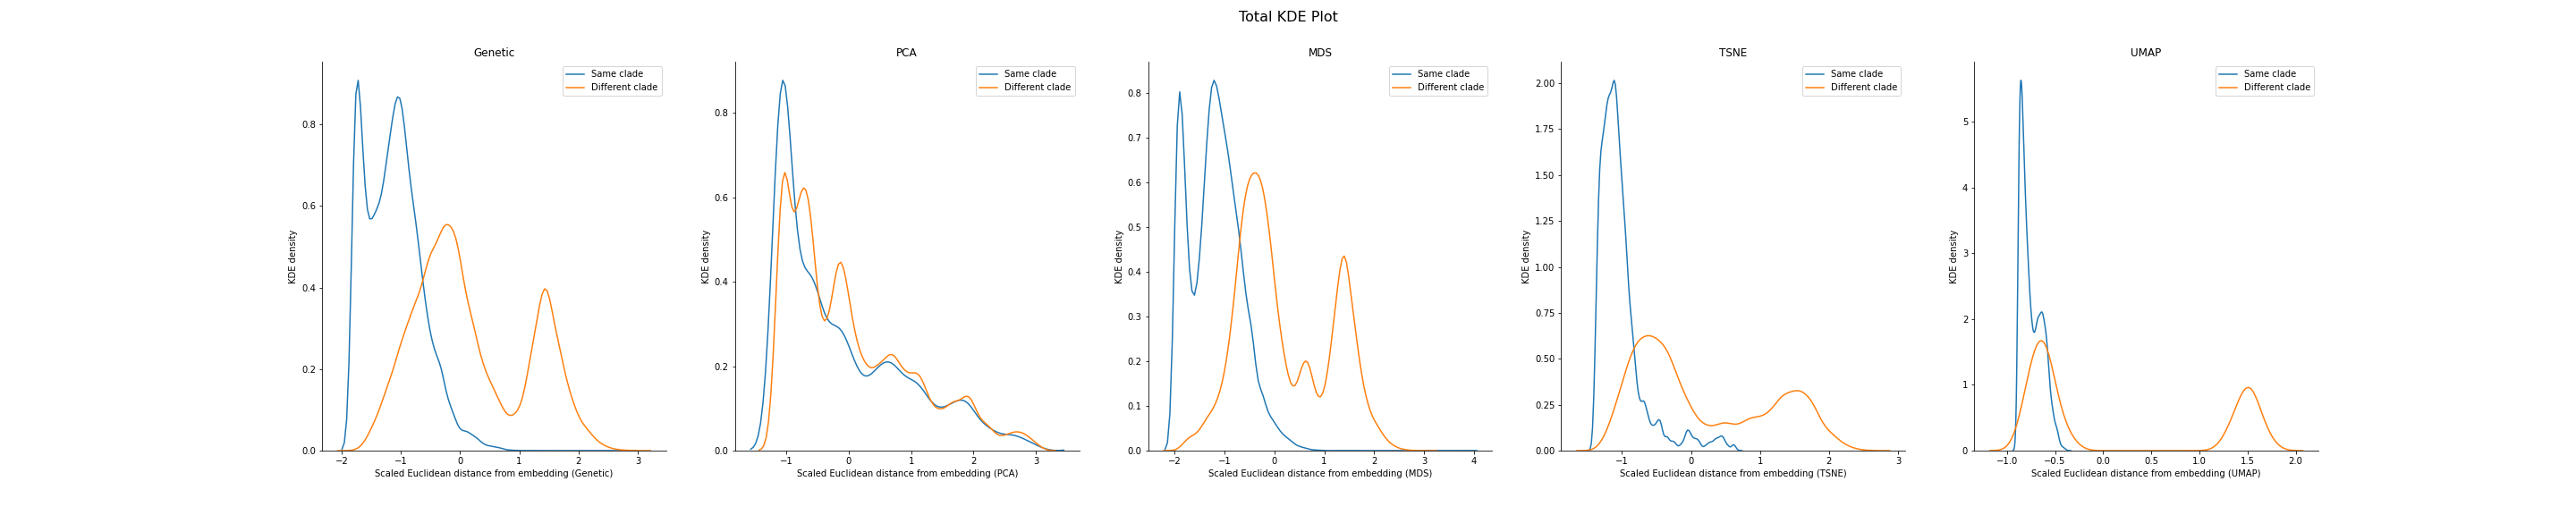 Total KDE Plot
Genetic
Same clade
Different clade
KDE density
0.0
0.2
0.4
0.6
0.8
−2
−1
0
1
2
3
Scaled Euclidean distance from embedding (Genetic)
PCA
Same clade
Different clade
KDE density
0.0
0.2
0.4
0.6
0.8
−1
0
1
2
3
Scaled Euclidean distance from embedding (PCA)
MDS
Same clade
Different clade
KDE density
0.0
0.1
0.2
0.3
0.4
0.5
0.6
0.7
0.8
−2
−1
0
1
2
3
4
Scaled Euclidean distance from embedding (MDS)
TSNE
Same clade
Different clade
KDE density
0.00
0.25
0.50
0.75
1.00
1.25
1.50
1.75
2.00
−1
0
1
2
3
Scaled Euclidean distance from embedding (TSNE)
UMAP
Same clade
Different clade
KDE density
0
1
2
3
4
5
−1.0
−0.5
0.0
0.5
1.0
1.5
2.0
Scaled Euclidean distance from embedding (UMAP)